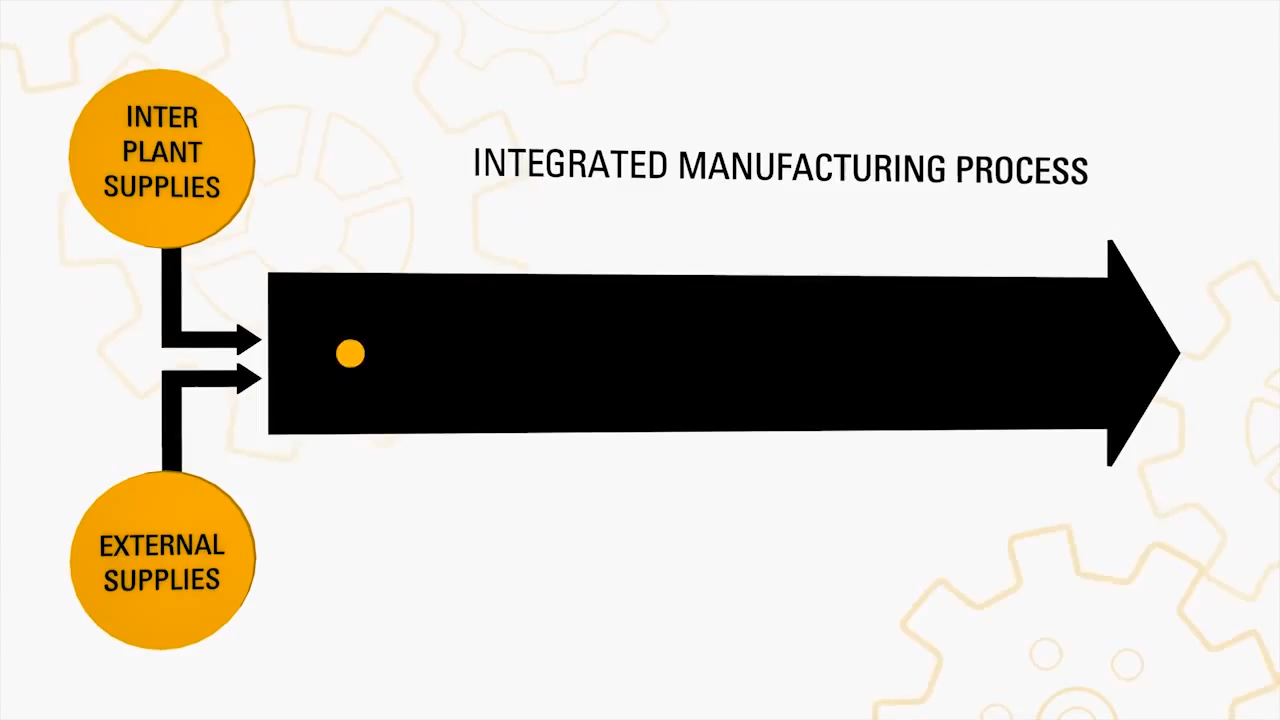 INTER
PLANT
SUPPLIES
INTEGRATED MANUFACTURING PROCESS
EXTERNAL
SUPPLIES